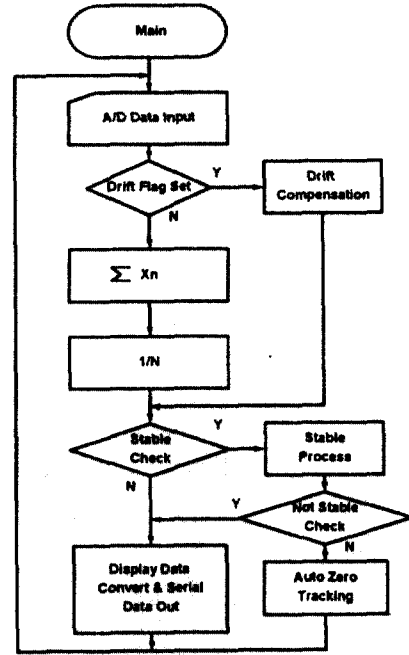 Main
A/D Data Input
Drift Flag Set
Y
N
Drift
Compensation
Σ Xn
1/N
Stable
Check
Y
N
Stable
Process
Not Stable
Check
Y
N
Display Data
Convert & Serial
Data Out
Auto Zero
Tracking